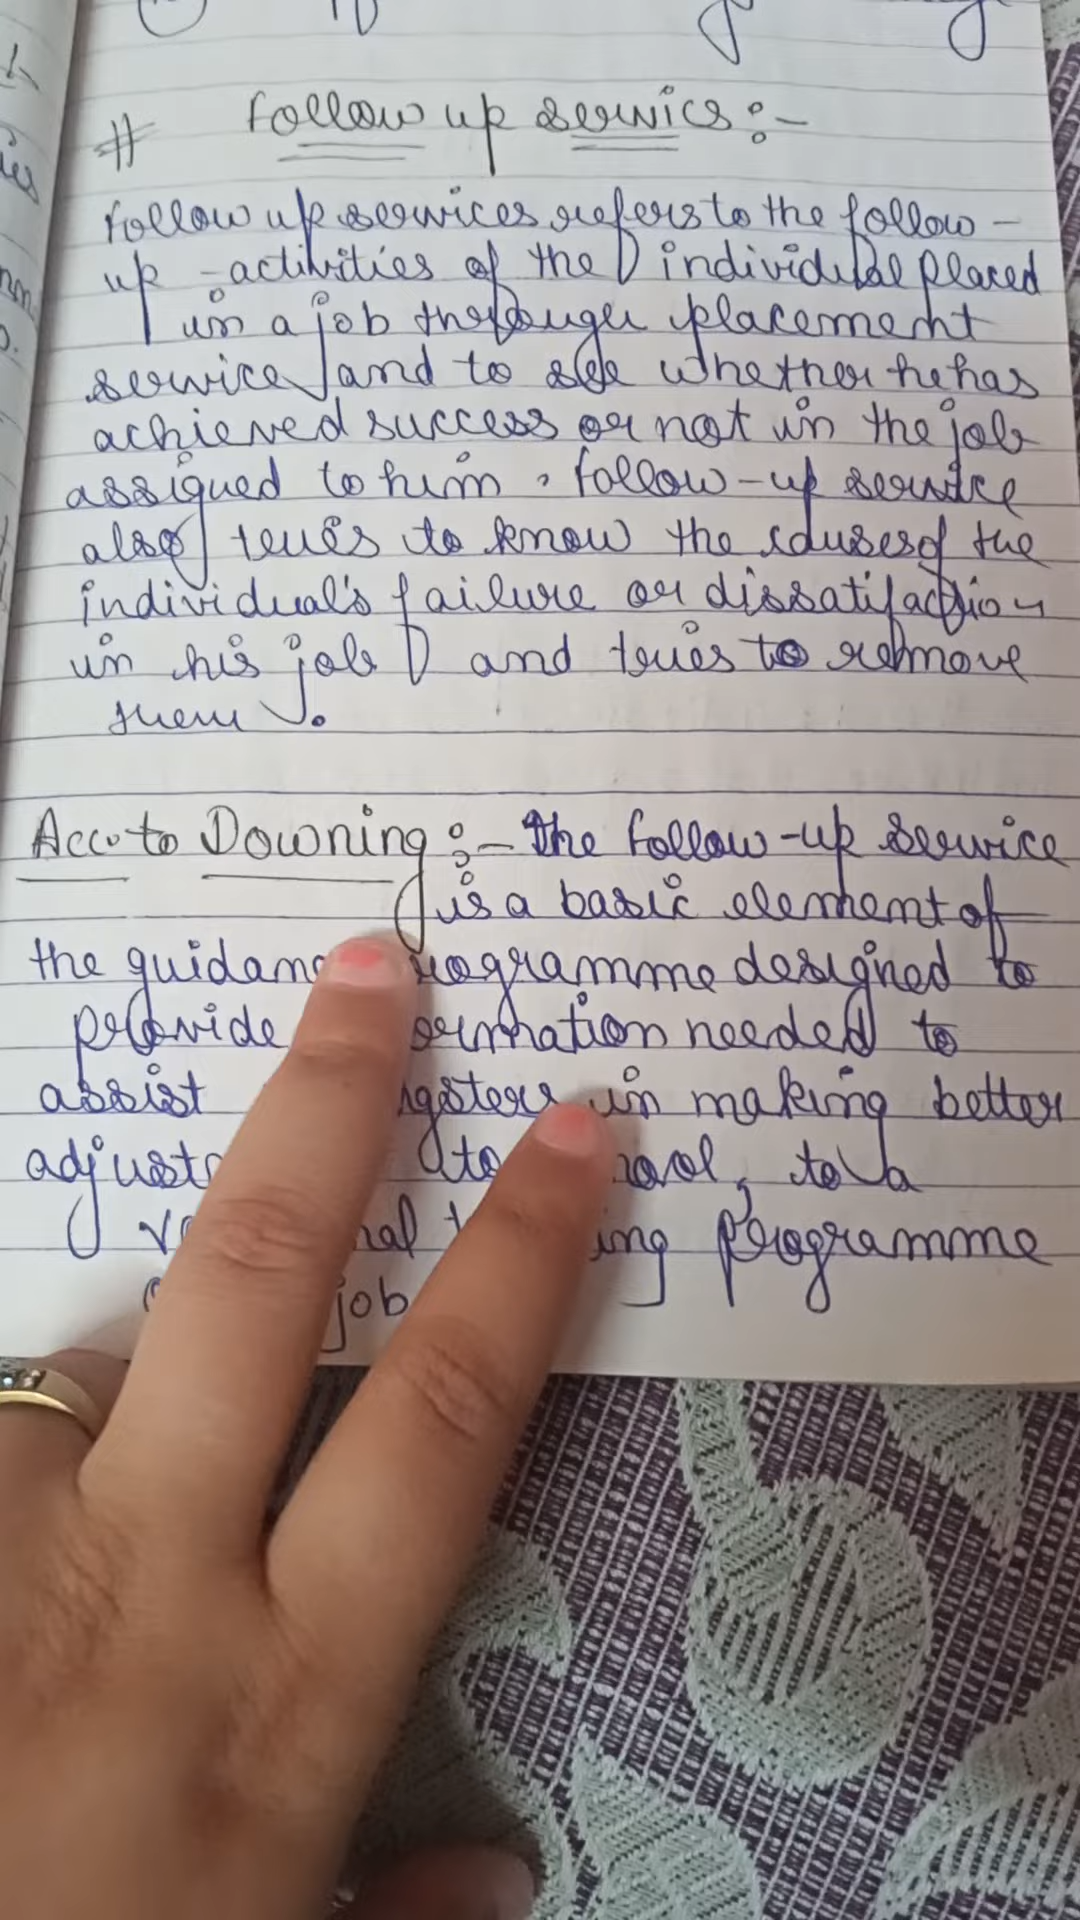 # Follow up servics :-
Follow up services refers to the follow -
up - activities of the individual placed
in a job through placement
service and to see whether he has
achieved success or not in the job
assigned to him . Follow-up service
also tries to know the causes of the
individual's failure or dissatifaction
in his job and tries to remove
them .
Acc. to Downing :- The Follow-up Service
is a basic element of
the programme designed to
provide needed to
assist in making better
adjust to , to a
programme
job